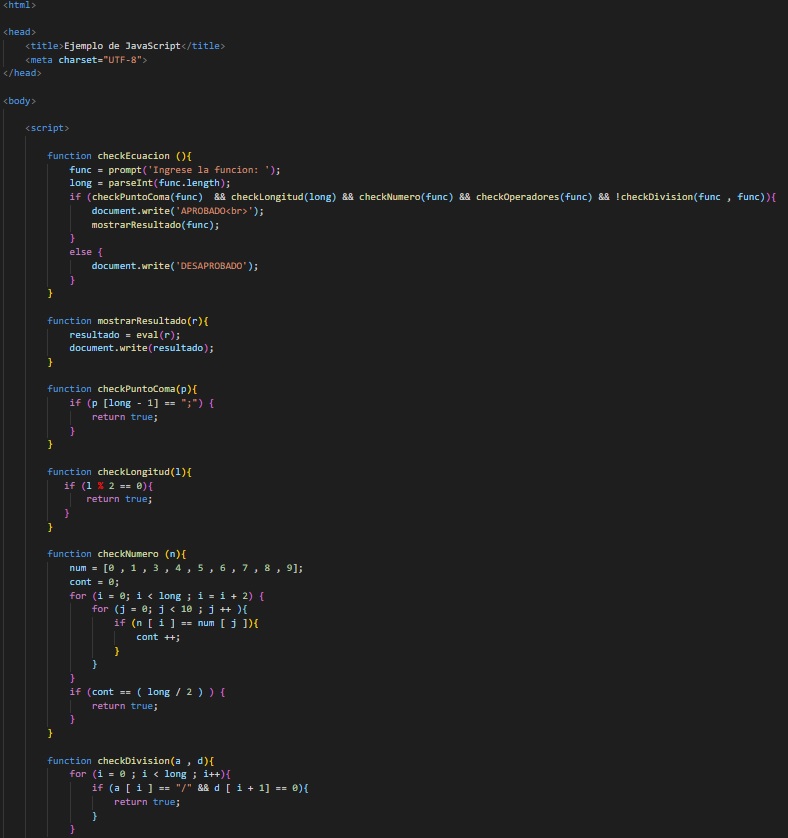 <html>
<head>
<title>Ejemplo de JavaScript</title>
<meta charset="UTF-8">
</head>
<body>
<script>
function checkEcuacion (){
func = prompt('Ingrese la funcion: ');
long = parseInt(func.length);
if (checkPuntoComa(func)  && checkLongitud(long) && checkNumero(func) && checkOperadores(func) && !checkDivision(func , func)){
document.write('APROBADO<br>');
mostrarResultado(func);
}
else {
document.write('DESAPROBADO');
}
}
function mostrarResultado(r){
resultado = eval(r);
document.write(resultado);
}
function checkPuntoComa(p){
if (p [long - 1] == ";") {
return true;
}
}
function checkLongitud(l){
if (l % 2 == 0){
return true;
}
}
function checkNumero (n){
num = [0 , 1 , 3 , 4 , 5 , 6 , 7 , 8 , 9];
cont = 0;
for (i = 0; i < long ; i = i + 2) {
for (j = 0; j < 10 ; j ++ ){
if (n [ i ] == num [ j ]){
cont ++;
}
}
}
if (cont == ( long / 2 ) ) {
return true;
}
}
function checkDivision(a , d){
for (i = 0 ; i < long ; i++){
if (a [ i ] == "/" && d [ i + 1] == 0){
return true;
}
}